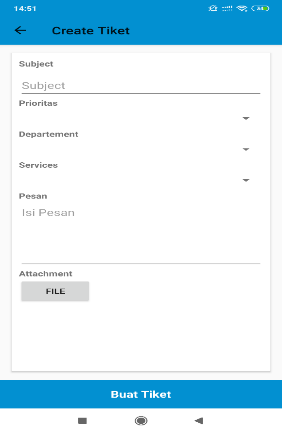 14:51
Create Tiket
Subject
Subject
Prioritas
Departement
Services
Pesan
Isi Pesan
Attachment
FILE
Buat Tiket